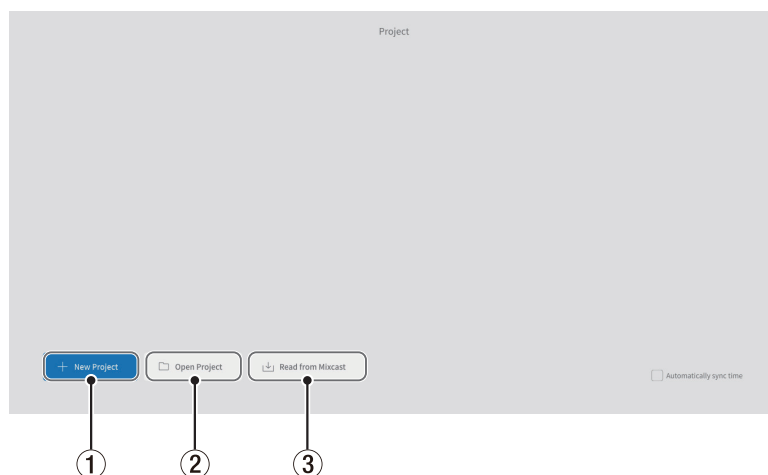 Project
+ New Project
Open Project
Read from Mixcast
Automatically sync time
① ② ③